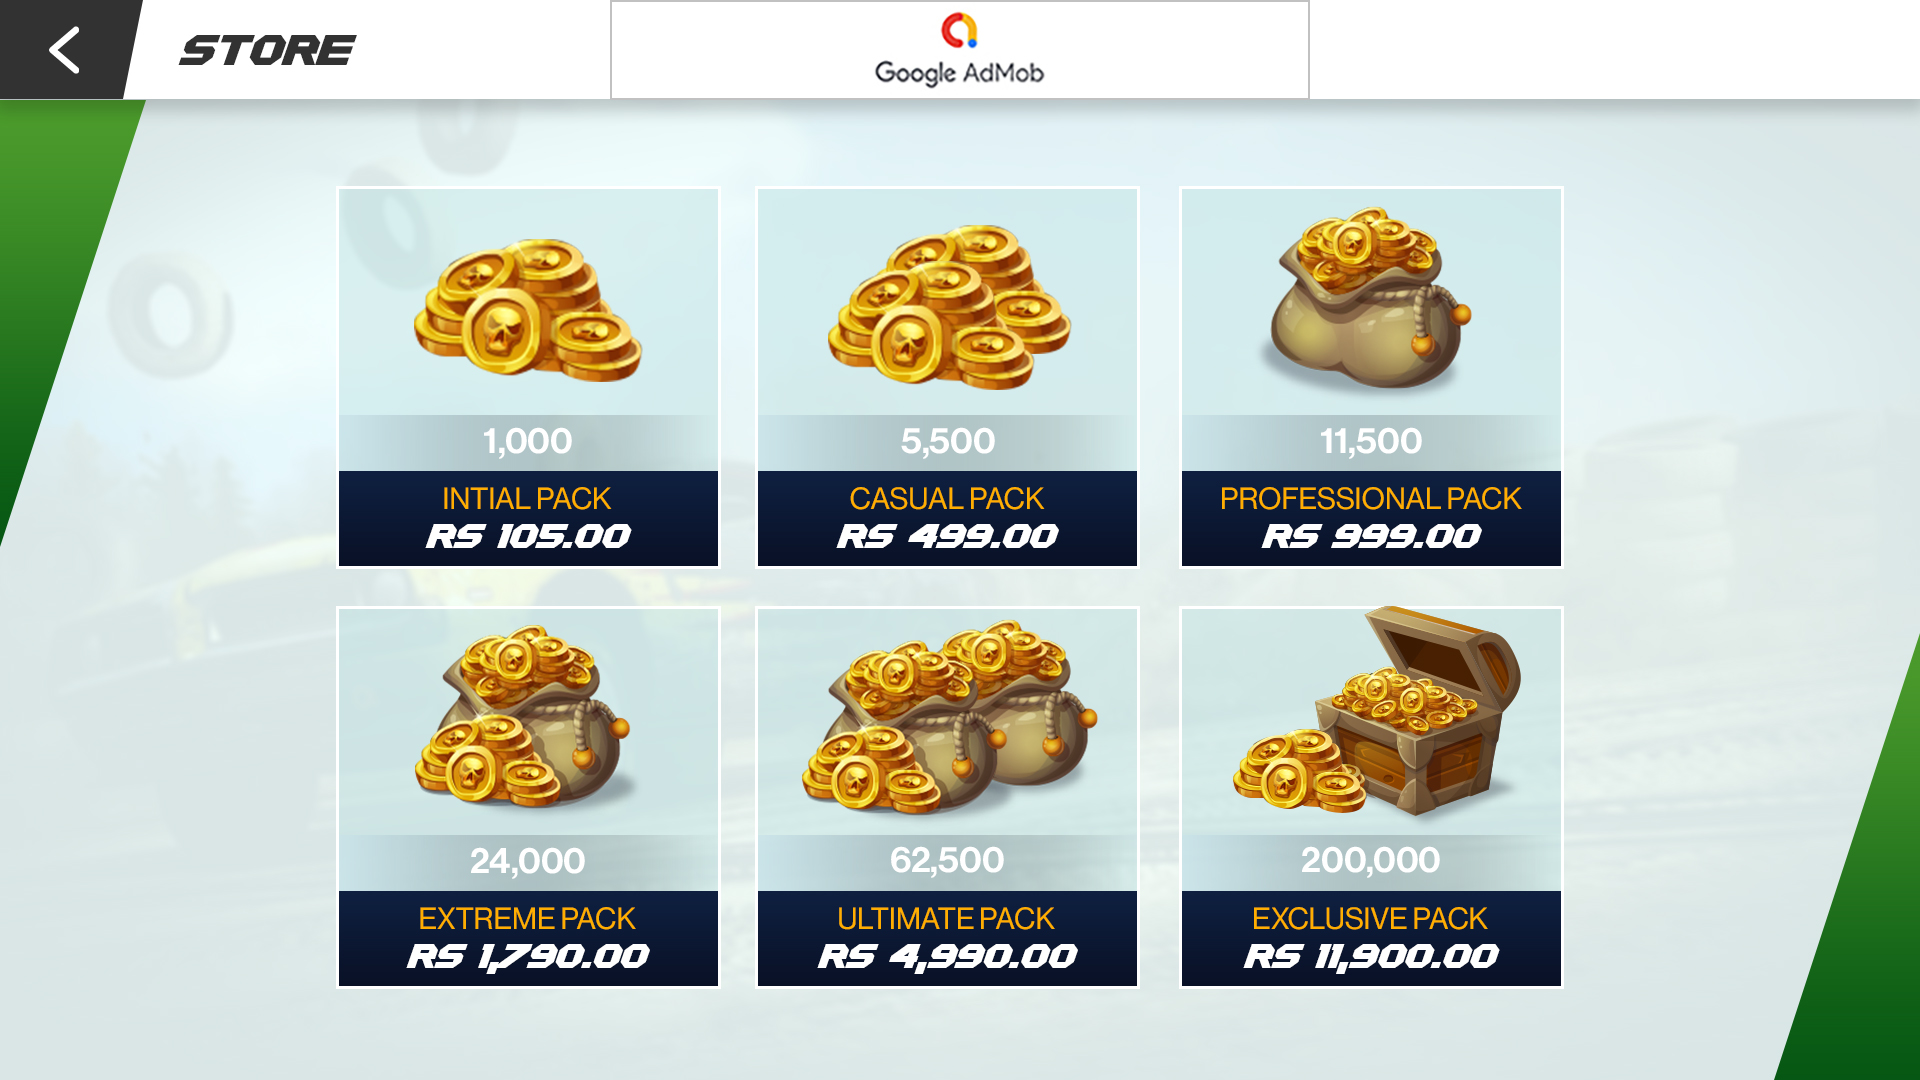 STORE
Google AdMob
1,000
INTIAL PACK
RS 105.00
5,500
CASUAL PACK
RS 499.00
11,500
PROFESSIONAL PACK
RS 999.00
24,000
EXTREME PACK
RS 1,790.00
62,500
ULTIMATE PACK
RS 4,990.00
200,000
EXCLUSIVE PACK
RS 11,900.00